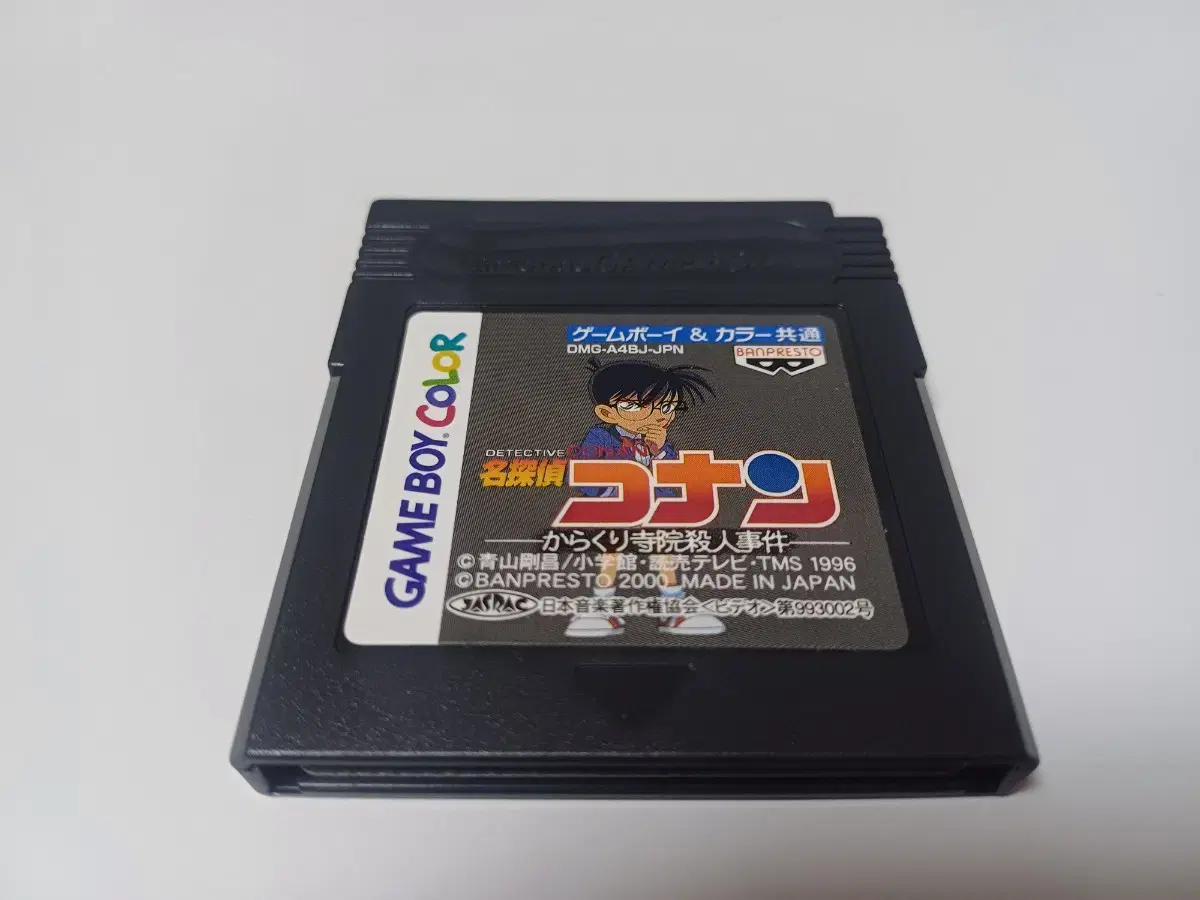 GAME BOY COLOR
ゲームボーイ & カラー共通
DMG-A4BJ-JPN
BANPRESTO
DETECTIVE CONAN
名探偵
コナン
からくり寺院殺人事件
©青山剛昌/小学館・読売テレビ・TMS 1996
©BANPRESTO 2000 MADE IN JAPAN
JASRAC 日本音楽著作権協会<ビデオ>第993002号